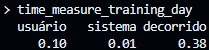 > time_measure_training_day
usuário sistema decorrido
0.10 0.01 0.38